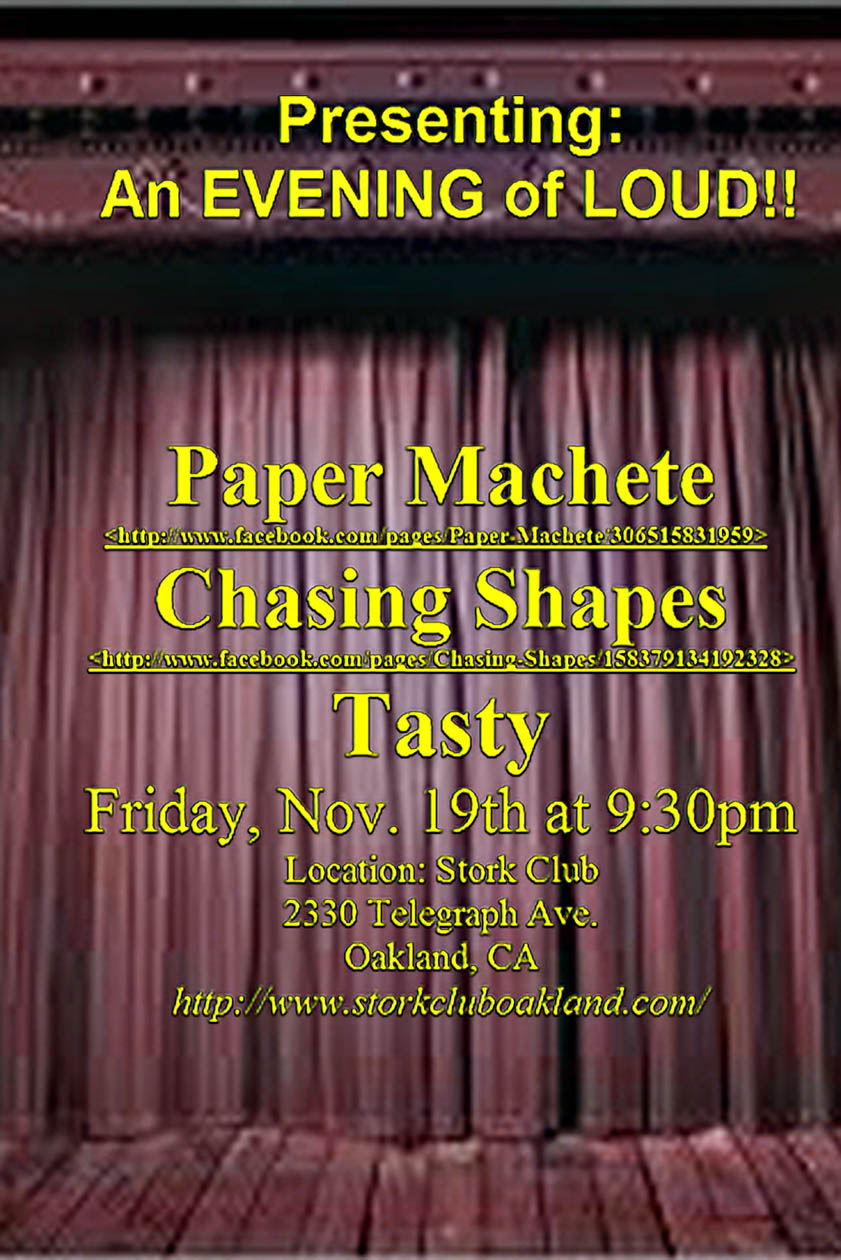 Presenting:
An EVENING of LOUD!!
Paper Machete
<http://www.facebook.com/pages/Paper-Machete/306515831959>
Chasing Shapes
<http://www.facebook.com/pages/Chasing-Shapes/158379134192328>
Tasty
Friday, Nov. 19th at 9:30pm
Location: Stork Club
2330 Telegraph Ave.
Oakland, CA
http://www.storkcluboakland.com/